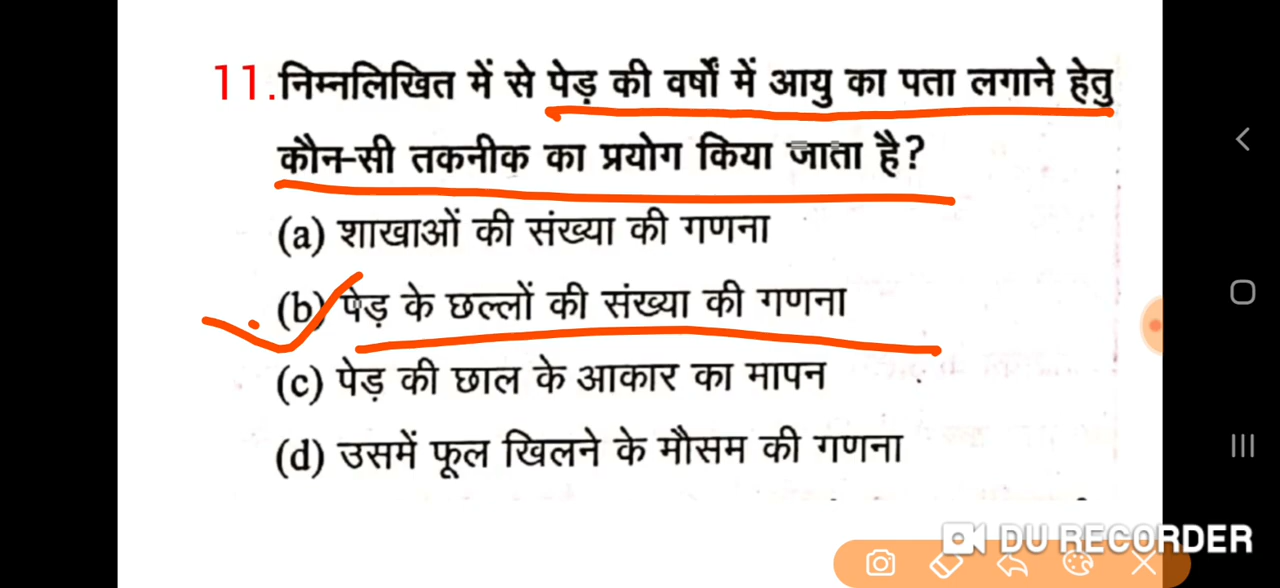 11. निम्नलिखित में से पेड़ की वर्षों में आयु का पता लगाने हेतु
कौन-सी तकनीक का प्रयोग किया जाता है?
(a) शाखाओं की संख्या की गणना
(b) पेड़ के छल्लों की संख्या की गणना
(c) पेड़ की छाल के आकार का मापन
(d) उसमें फूल खिलने के मौसम की गणना
DU RECORDER